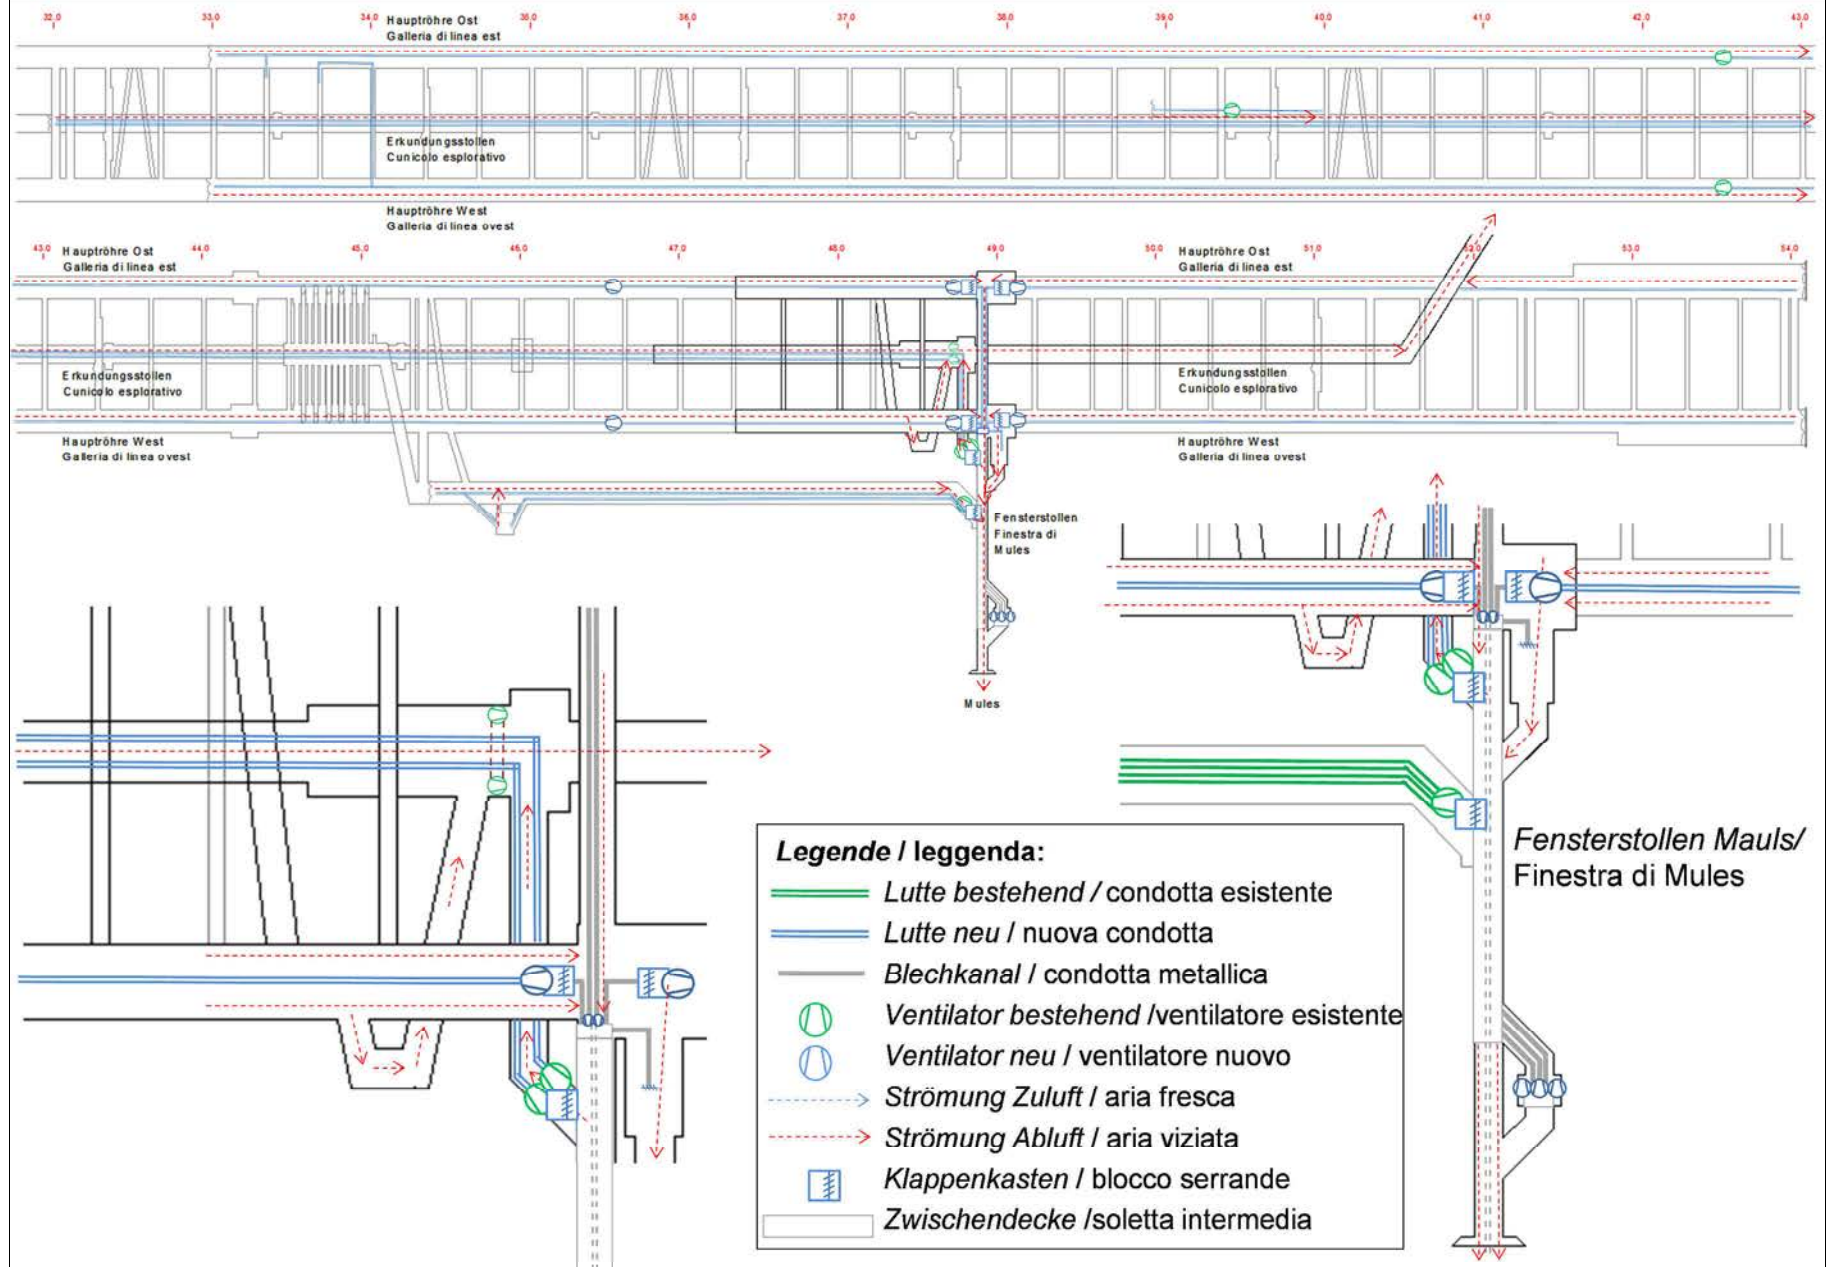 32.0 33.0 34.0 35.0 36.0 37.0 38.0 39.0 40.0 41.0 42.0 43.0
Hauptröhre Ost
Galleria di linea est
Erkundungsstollen
Cunicolo esplorativo
Hauptröhre West
Galleria di linea ovest
43.0 44.0 45.0 46.0 47.0 48.0 49.0 50.0 51.0 52.0 53.0 54.0
Hauptröhre Ost
Galleria di linea est
Hauptröhre Ost
Galleria di linea est
Erkundungsstollen
Cunicolo esplorativo
Erkundungsstollen
Cunicolo esplorativo
Hauptröhre West
Galleria di linea ovest
Hauptröhre West
Galleria di linea ovest
Fensterstollen
Finestra di
Mules
Mules
Fensterstollen Mauls/
Finestra di Mules
Legende / leggenda:
Lutte bestehend / condotta esistente
Lutte neu / nuova condotta
Blechkanal / condotta metallica
Ventilator bestehend /ventilatore esistente
Ventilator neu / ventilatore nuovo
Strömung Zuluft / aria fresca
Strömung Abluft / aria viziata
Klappenkasten / blocco serrande
Zwischendecke /soletta intermedia